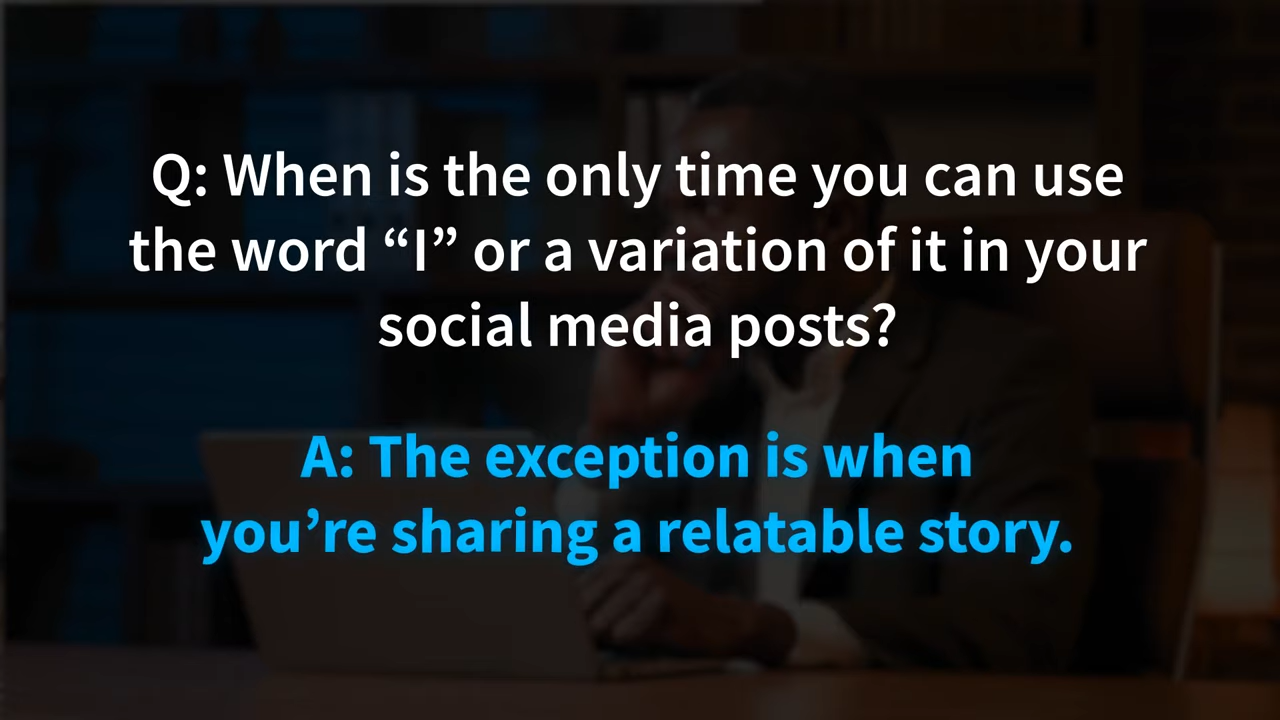 Q: When is the only time you can use
the word “I” or a variation of it in your
social media posts?
A: The exception is when
you’re sharing a relatable story.